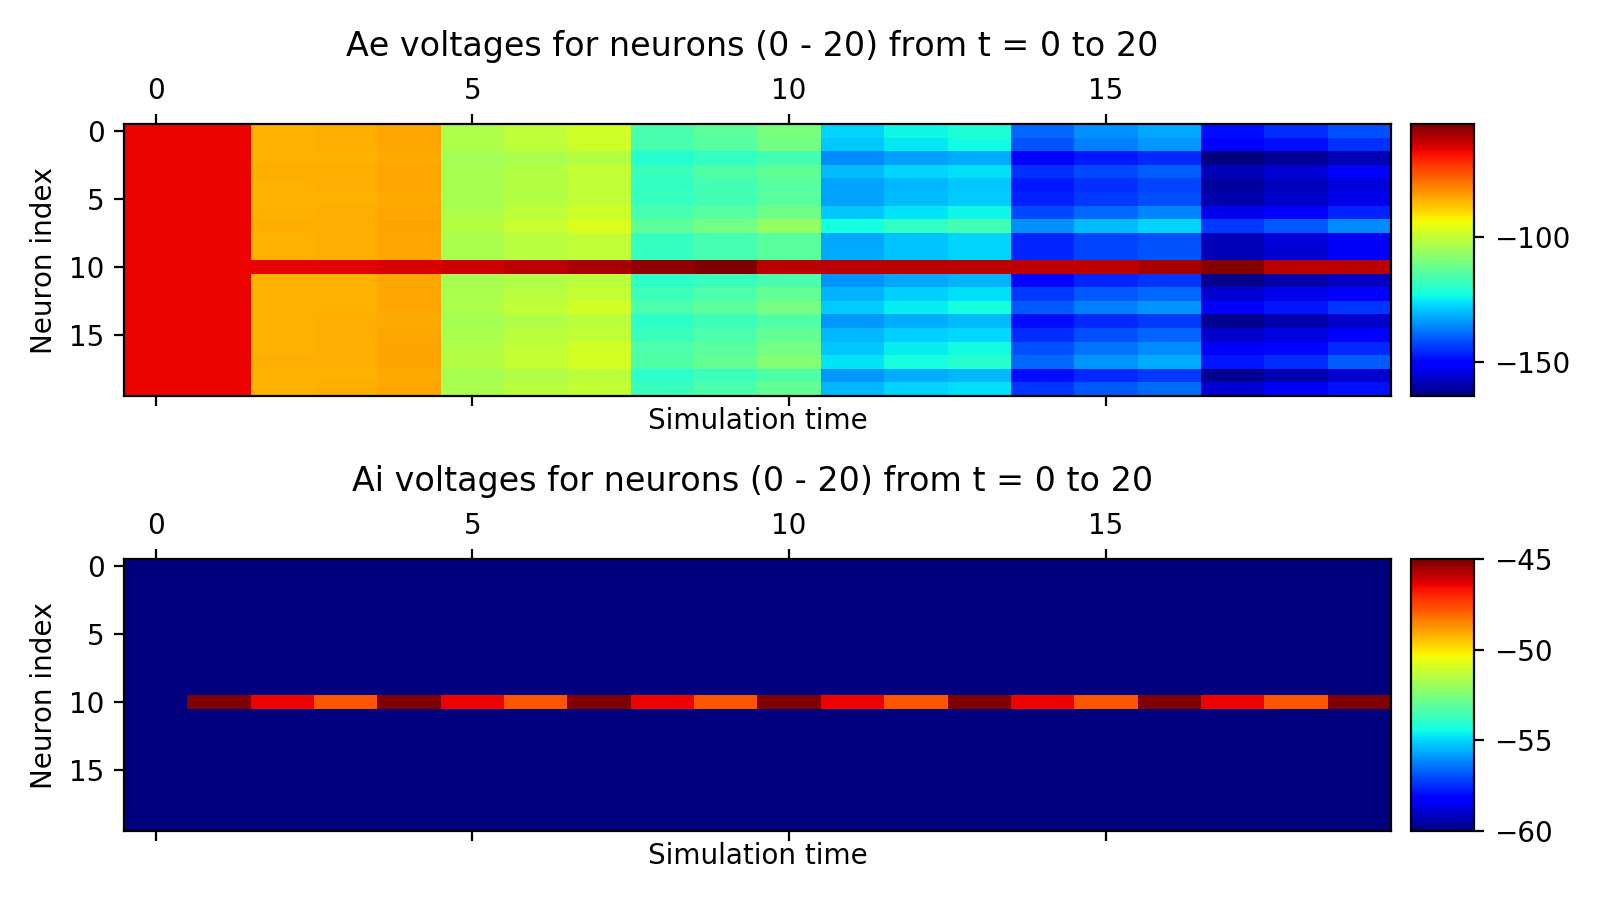 Ae voltages for neurons (0 - 20) from t = 0 to 20
0 5 10 15
Neuron index
0
5
10
15
Simulation time
−100
−150
Ai voltages for neurons (0 - 20) from t = 0 to 20
0 5 10 15
Neuron index
0
5
10
15
Simulation time
−45
−50
−55
−60